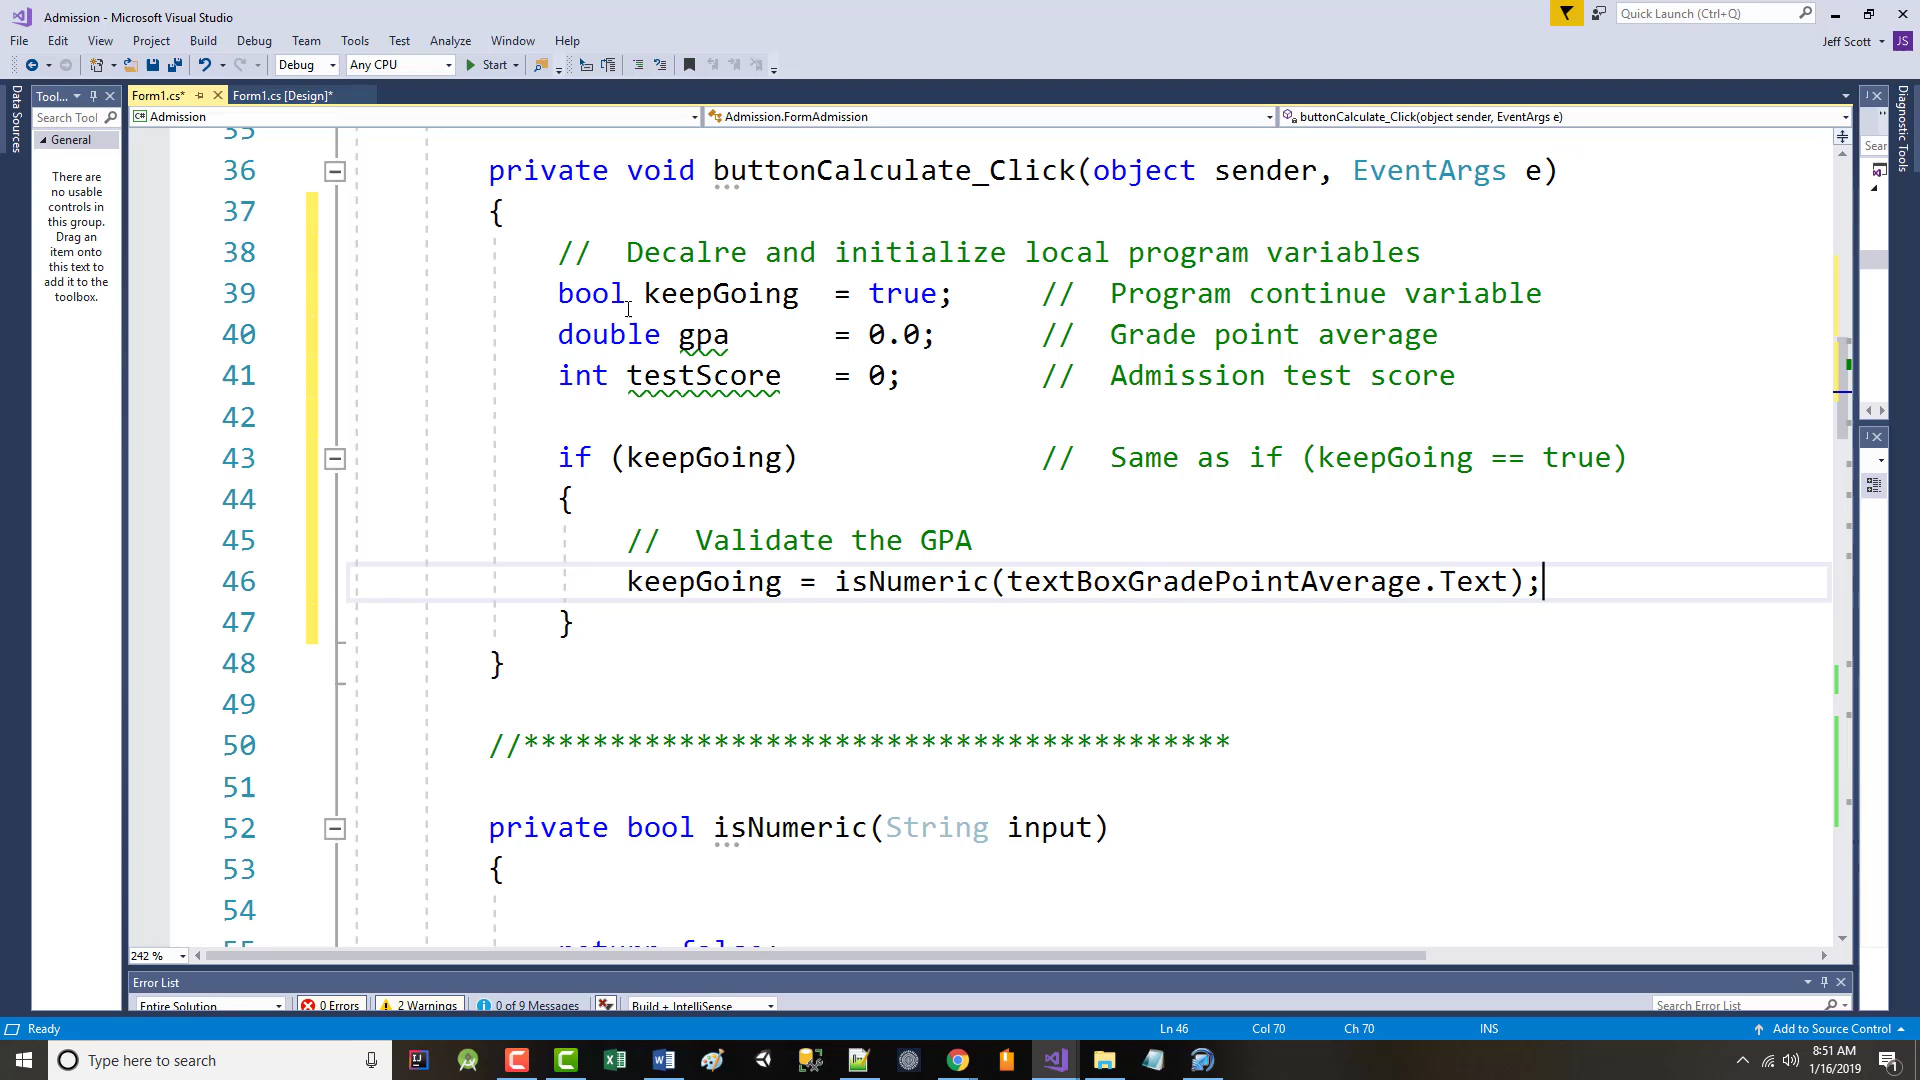 Admission - Microsoft Visual Studio
Quick Launch (Ctrl+Q)
File Edit View Project Build Debug Team Tools Test Analyze Window Help
Jeff Scott JS
Debug Any CPU Start
Data Sources
Tool...
Form1.cs*
Form1.cs [Design]*
Diagnostic Tools
Search Tool
Admission
Admission.FormAdmission
buttonCalculate_Click(object sender, EventArgs e)
Sear
General
There are
no usable
controls in
this group.
Drag an
item onto
this text to
add it to the
toolbox.
35
36 private void buttonCalculate_Click(object sender, EventArgs e)
37 {
38 // Decalre and initialize local program variables
39 bool keepGoing = true; // Program continue variable
40 double gpa = 0.0; // Grade point average
41 int testScore = 0; // Admission test score
42
43 if (keepGoing) // Same as if (keepGoing == true)
44 {
45 // Validate the GPA
46 keepGoing = isNumeric(textBoxGradePointAverage.Text);
47 }
48 }
49
50 //*****************************************
51
52 private bool isNumeric(String input)
53 {
54
55 return false;
242 %
Error List
Entire Solution 0 Errors 2 Warnings 0 of 9 Messages Build + IntelliSense Search Error List
Ready Ln 46 Col 70 Ch 70 INS Add to Source Control
Type here to search
8:51 AM
1/16/2019
1